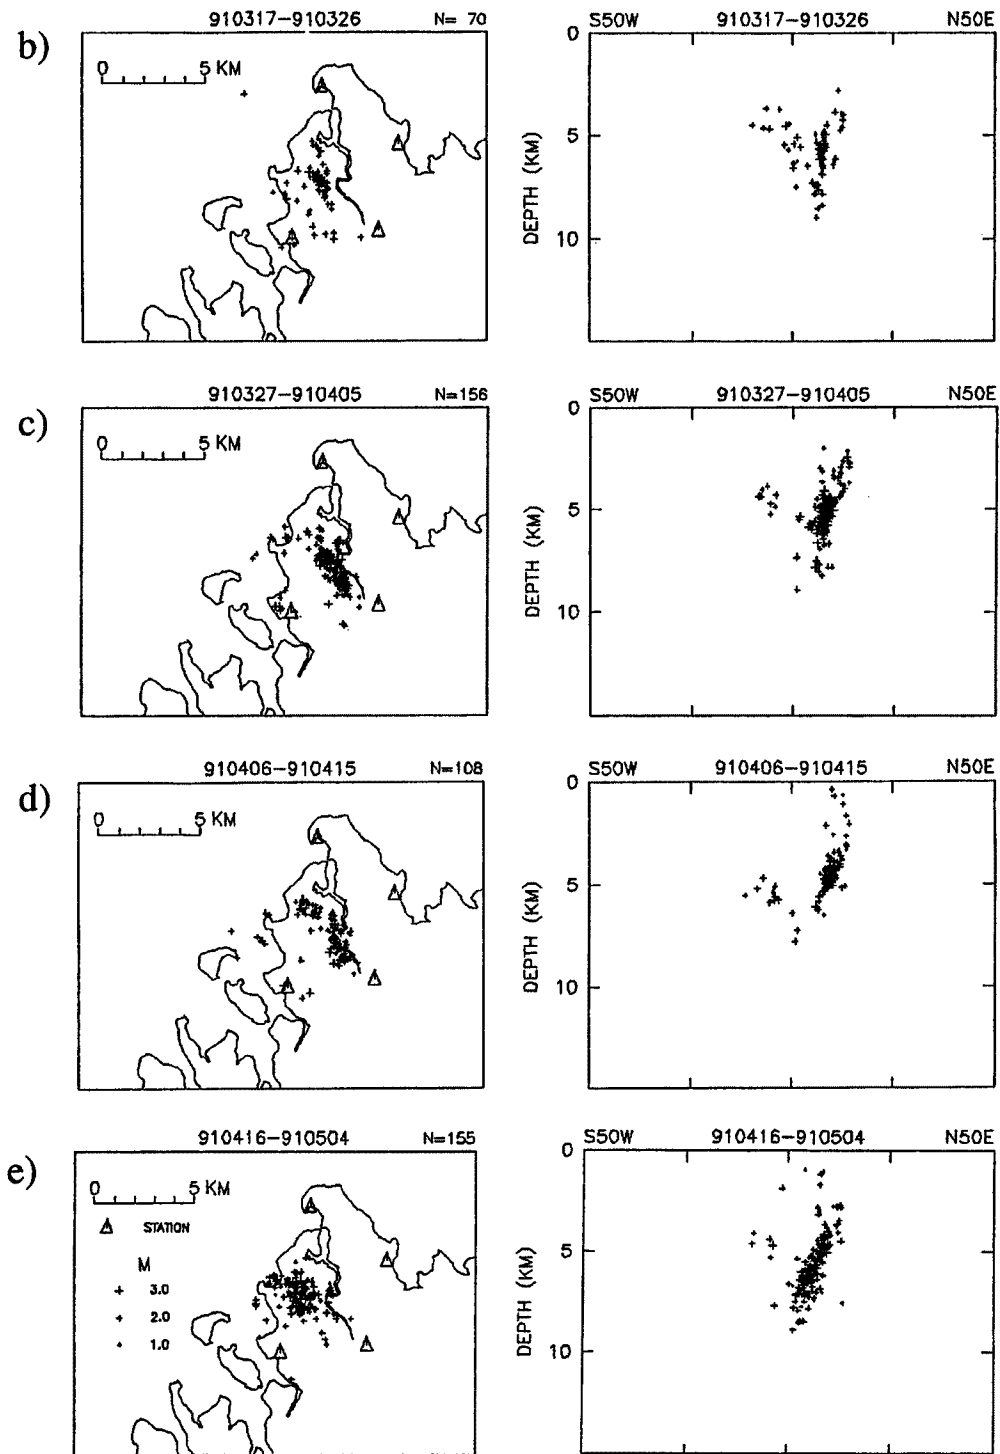 b)
910317-910326 N= 70
0 5 KM
S50W 910317-910326 N50E
0
5
10
DEPTH (KM)
c)
910327-910405 N=156
0 5 KM
S50W 910327-910405 N50E
0
5
10
DEPTH (KM)
d)
910406-910415 N=108
0 5 KM
S50W 910406-910415 N50E
0
5
10
DEPTH (KM)
e)
910416-910504 N=155
0 5 KM
STATION
M
3.0
2.0
1.0
S50W 910416-910504 N50E
0
5
10
DEPTH (KM)